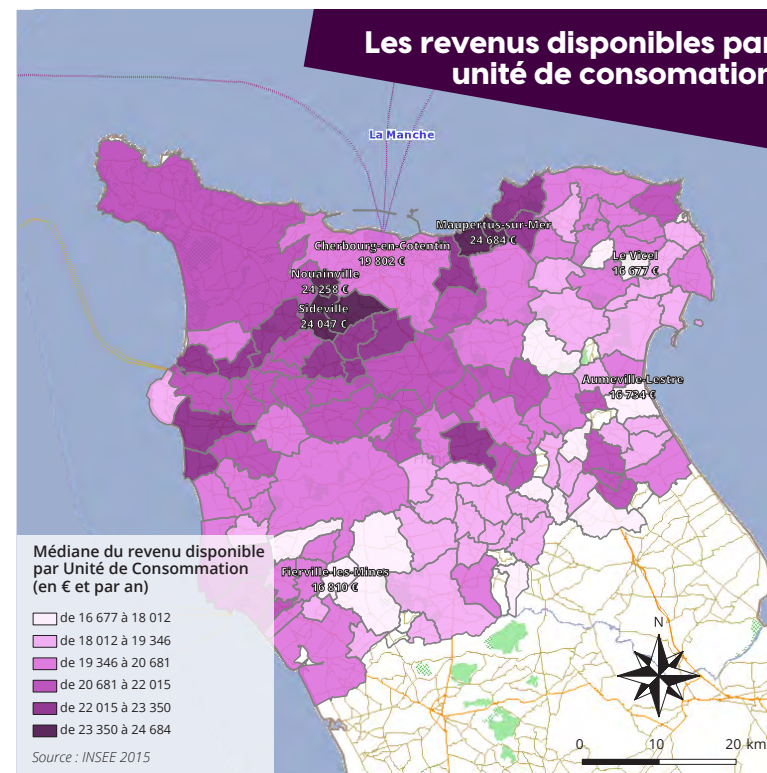 Les revenus disponibles par
unité de consomation
La Manche
Maupertus-sur-Mer
24 684 €
Cherbourg-en-Cotentin
19 802 €
Le Vicel
16 677 €
Nouainville
24 258 €
Sideville
24 047 €
Aumeville-Lestre
16 734 €
Fierville-les-Mines
16 810 €
Médiane du revenu disponible
par Unité de Consommation
(en € et par an)
de 16 677 à 18 012
de 18 012 à 19 346
de 19 346 à 20 681
de 20 681 à 22 015
de 22 015 à 23 350
de 23 350 à 24 684
Source : INSEE 2015
N
0 10 20 km